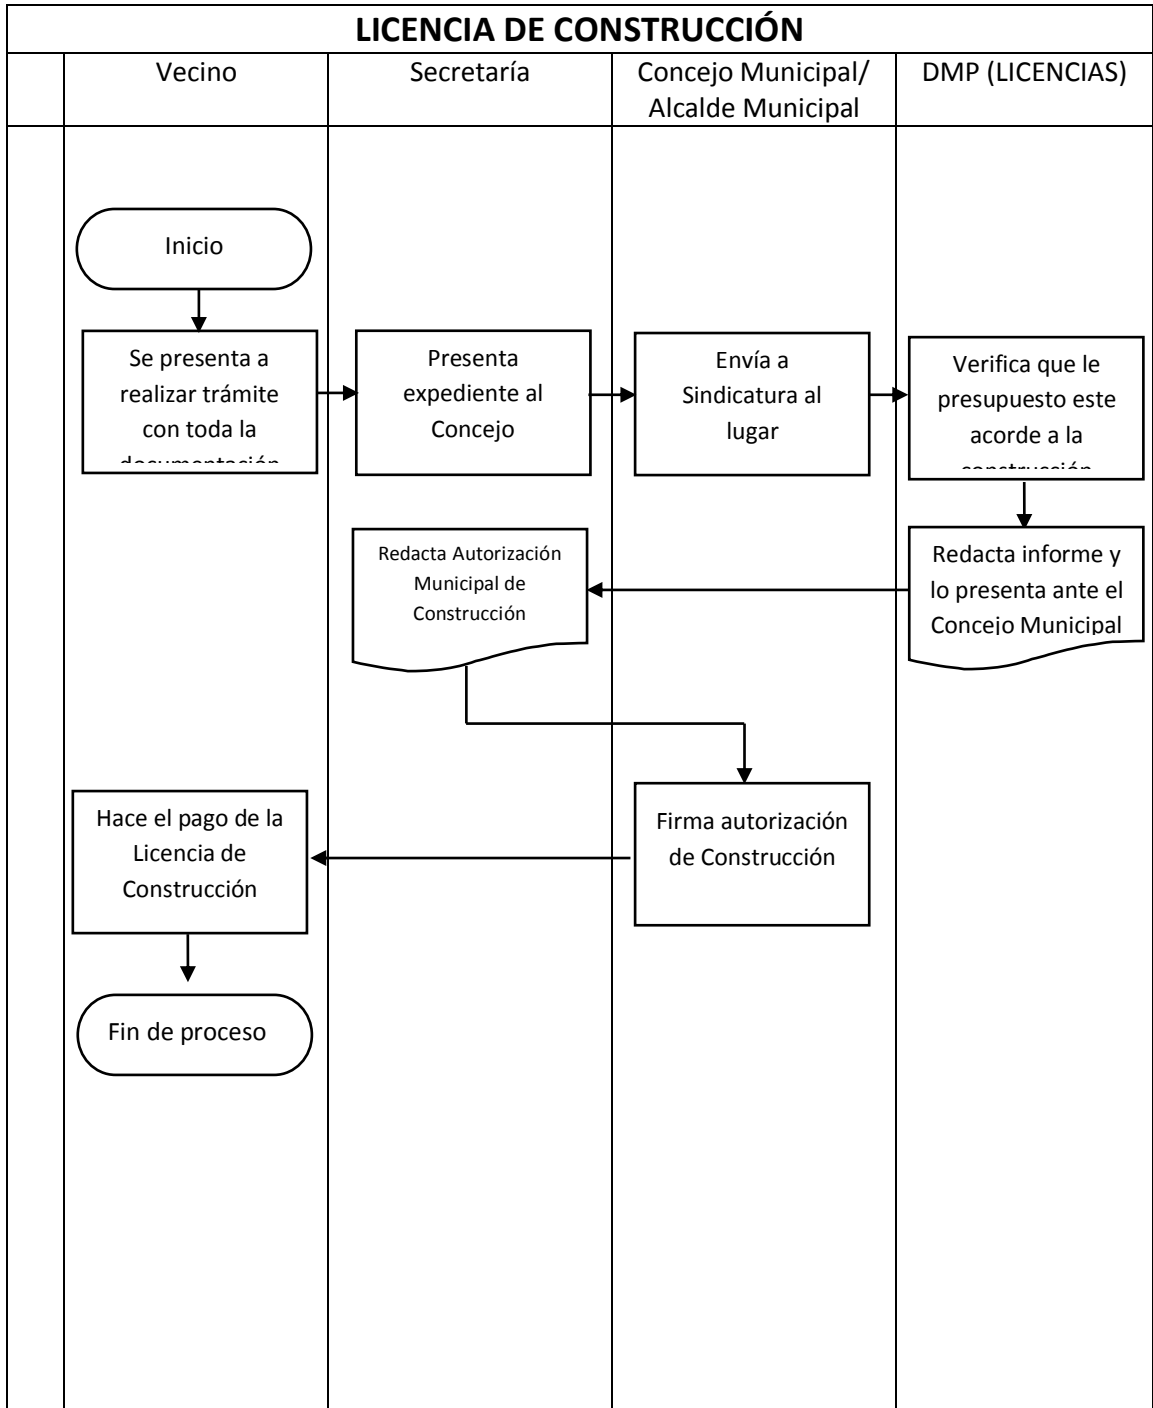 LICENCIA DE CONSTRUCCIÓN
Vecino
Secretaría
Concejo Municipal/
Alcalde Municipal
DMP (LICENCIAS)
Inicio
Se presenta a
realizar trámite
con toda la
documentación
Presenta
expediente al
Concejo
Envía a
Sindicatura al
lugar
Verifica que le
presupuesto este
acorde a la
construcción
Redacta Autorización
Municipal de
Construcción
Redacta informe y
lo presenta ante el
Concejo Municipal
Hace el pago de la
Licencia de
Construcción
Firma autorización
de Construcción
Fin de proceso